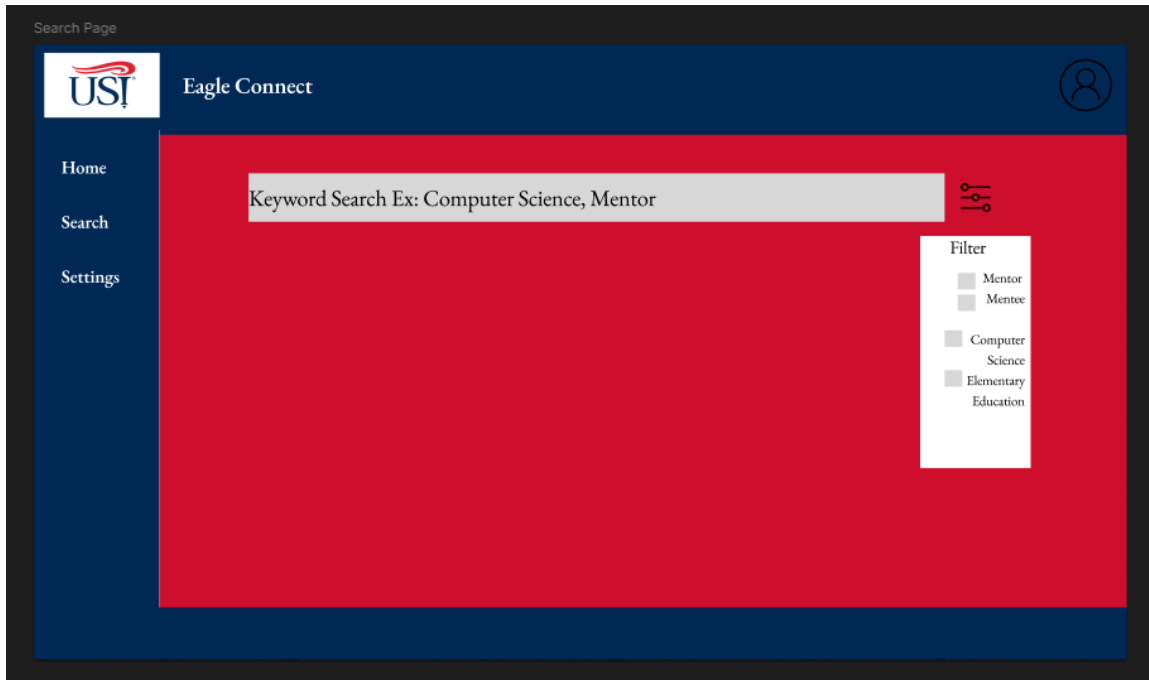 Search Page
USI
Eagle Connect
Home
Search
Settings
Keyword Search Ex: Computer Science, Mentor
Filter
Mentor
Mentee
Computer
Science
Elementary
Education